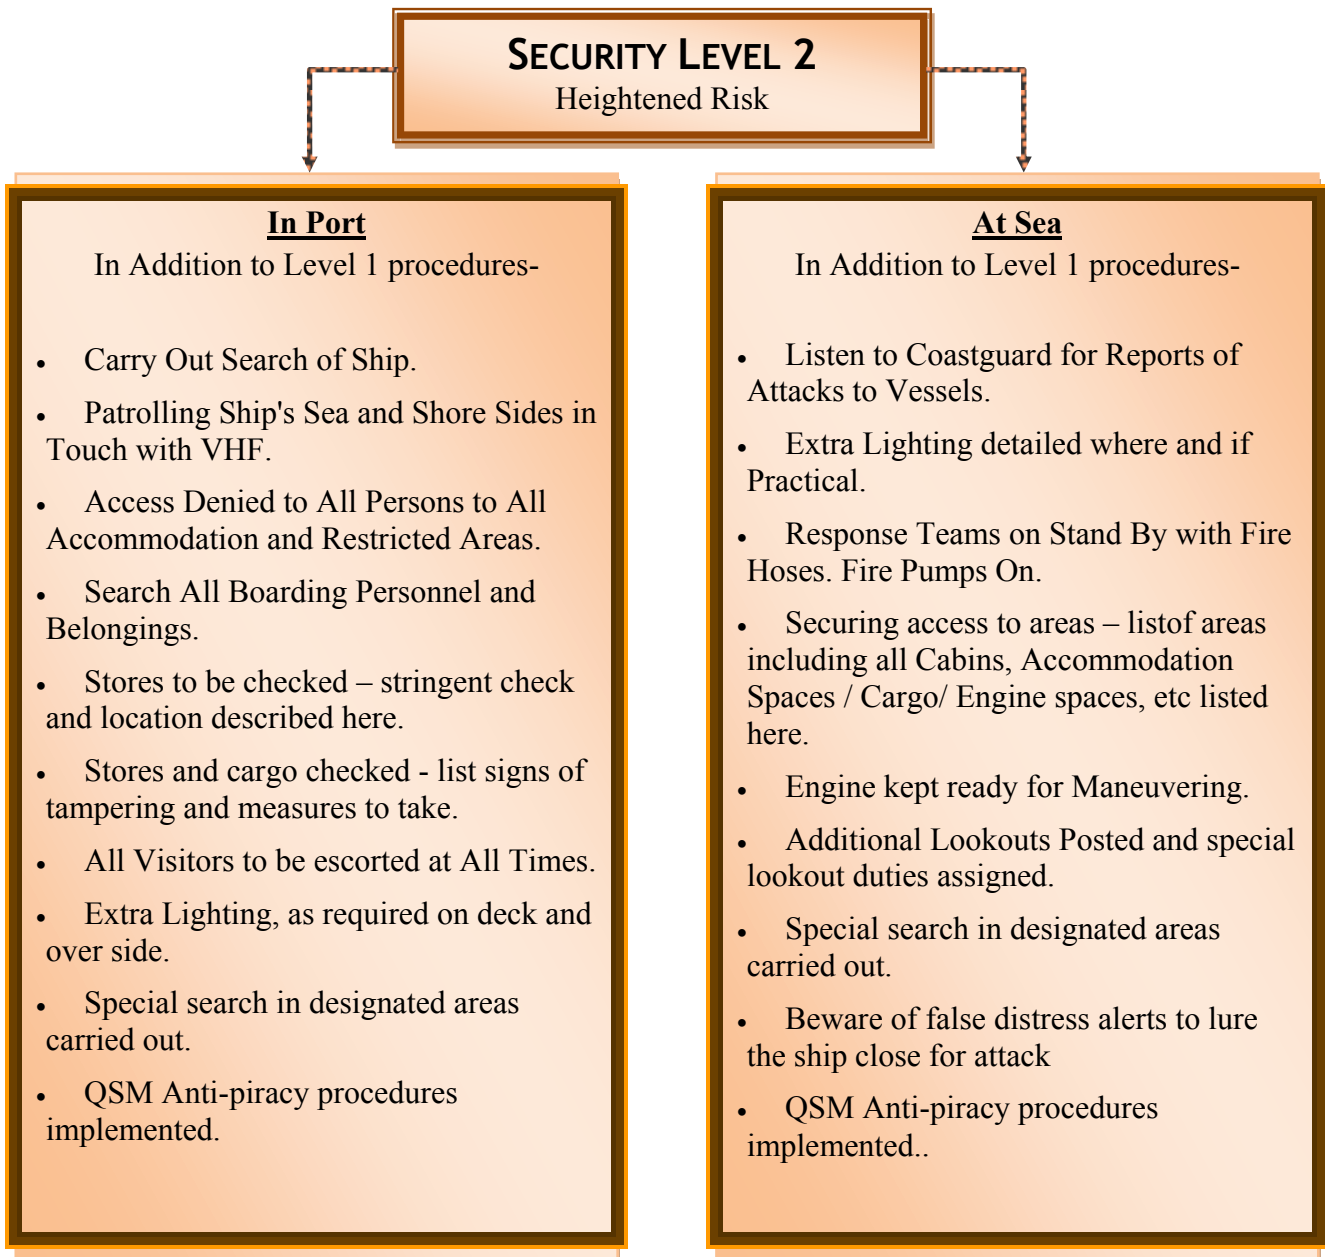 SECURITY LEVEL 2
Heightened Risk
In Port
In Addition to Level 1 procedures-
• Carry Out Search of Ship.
• Patrolling Ship's Sea and Shore Sides in
Touch with VHF.
• Access Denied to All Persons to All
Accommodation and Restricted Areas.
• Search All Boarding Personnel and
Belongings.
• Stores to be checked – stringent check
and location described here.
• Stores and cargo checked - list signs of
tampering and measures to take.
• All Visitors to be escorted at All Times.
• Extra Lighting, as required on deck and
over side.
• Special search in designated areas
carried out.
• QSM Anti-piracy procedures
implemented.
At Sea
In Addition to Level 1 procedures-
• Listen to Coastguard for Reports of
Attacks to Vessels.
• Extra Lighting detailed where and if
Practical.
• Response Teams on Stand By with Fire
Hoses. Fire Pumps On.
• Securing access to areas – listof areas
including all Cabins, Accommodation
Spaces / Cargo/ Engine spaces, etc listed
here.
• Engine kept ready for Maneuvering.
• Additional Lookouts Posted and special
lookout duties assigned.
• Special search in designated areas
carried out.
• Beware of false distress alerts to lure
the ship close for attack
• QSM Anti-piracy procedures
implemented..